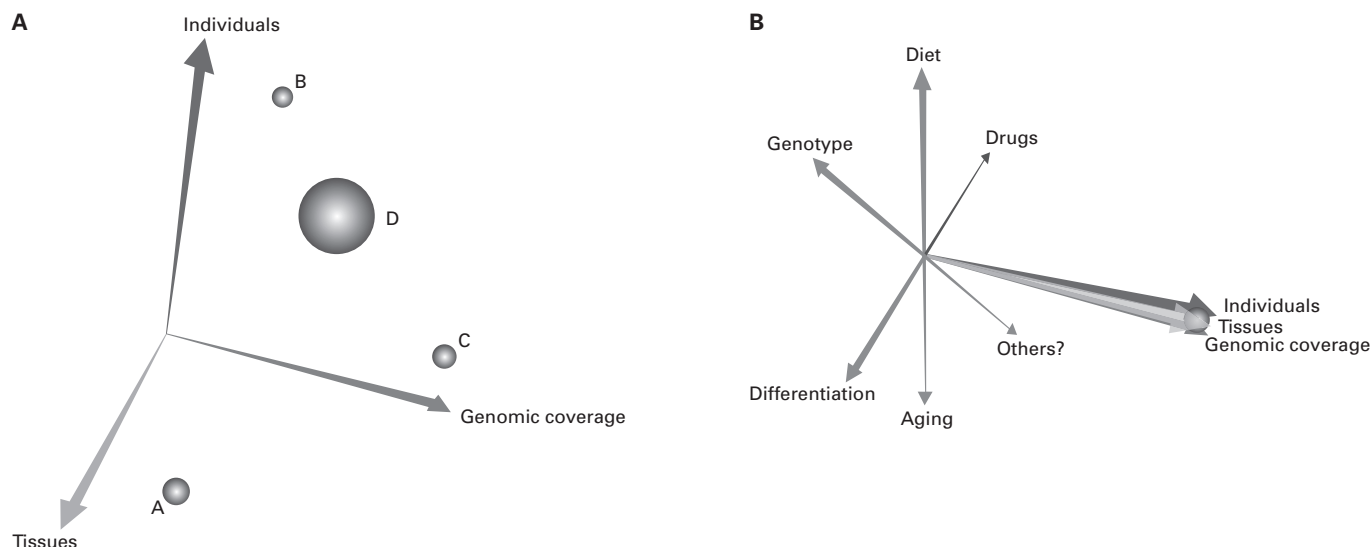 A
Individuals
B
D
C
Genomic coverage
A
Tissues
B
Diet
Drugs
Genotype
Individuals
Tissues
Genomic coverage
Others?
Differentiation
Aging